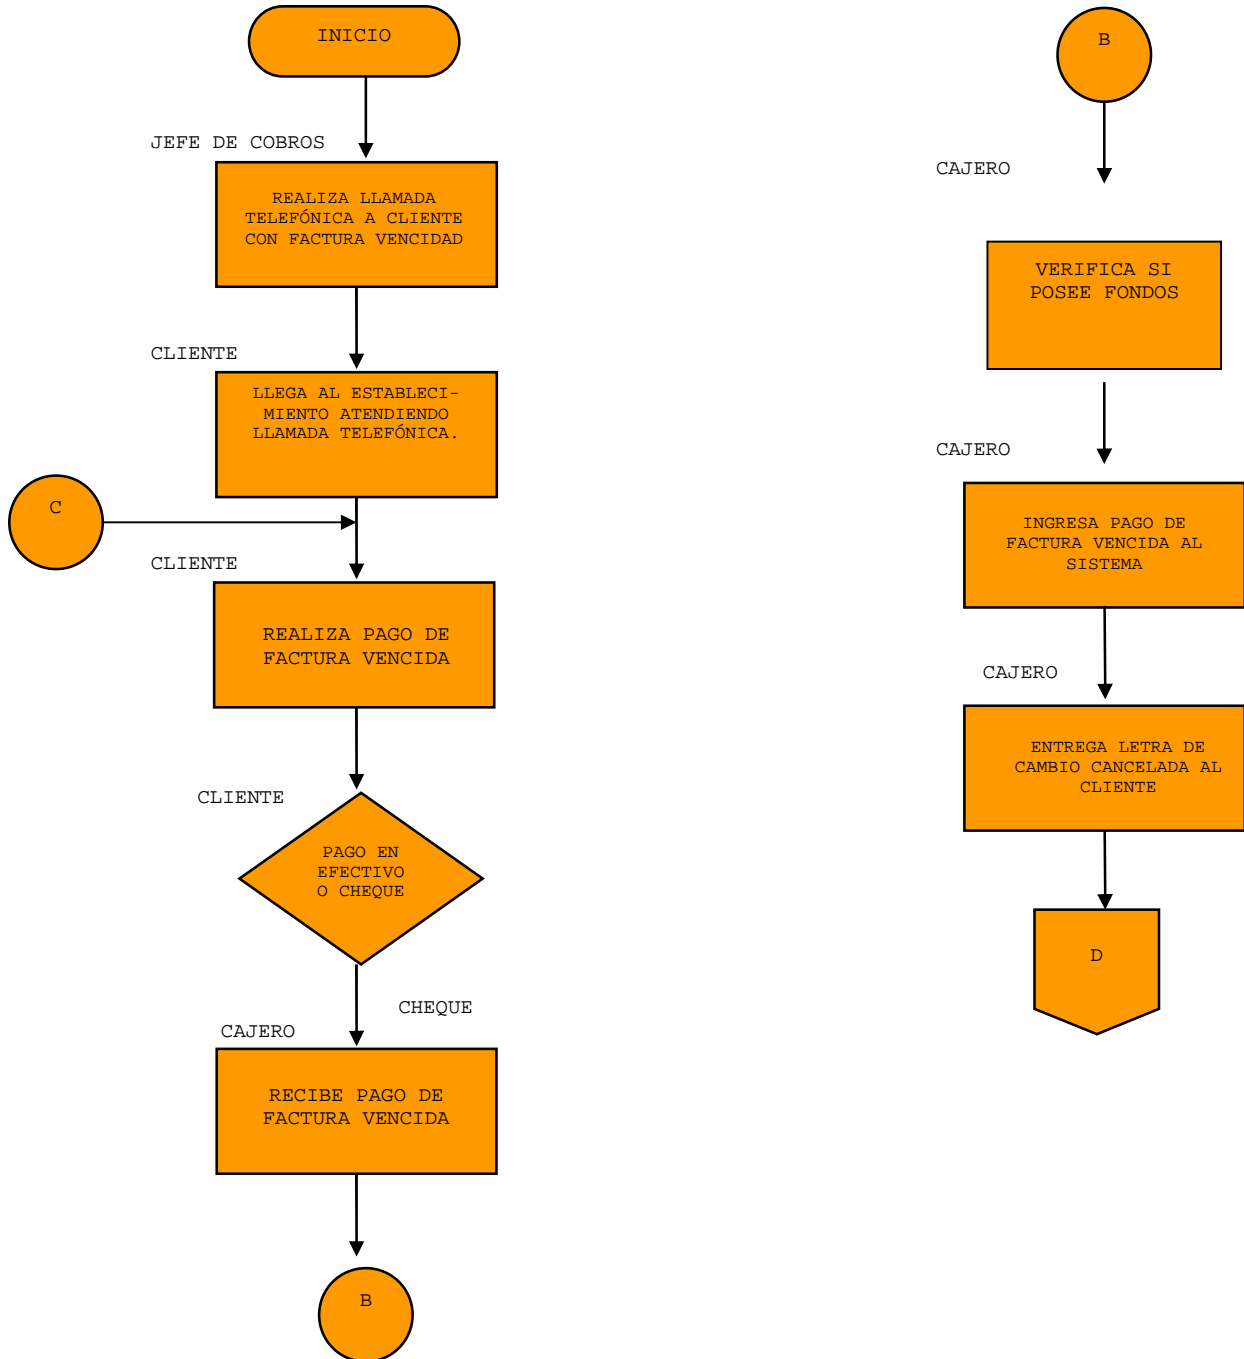 INICIO
JEFE DE COBROS
REALIZA LLAMADA
TELEFÓNICA A CLIENTE
CON FACTURA VENCIDAD
CLIENTE
LLEGA AL ESTABLECI-
MIENTO ATENDIENDO
LLAMADA TELEFÓNICA.
C
CLIENTE
REALIZA PAGO DE
FACTURA VENCIDA
CLIENTE
PAGO EN
EFECTIVO
O CHEQUE
CHEQUE
CAJERO
RECIBE PAGO DE
FACTURA VENCIDA
B
B
CAJERO
VERIFICA SI
POSEE FONDOS
CAJERO
INGRESA PAGO DE
FACTURA VENCIDA AL
SISTEMA
CAJERO
ENTREGA LETRA DE
CAMBIO CANCELADA AL
CLIENTE
D